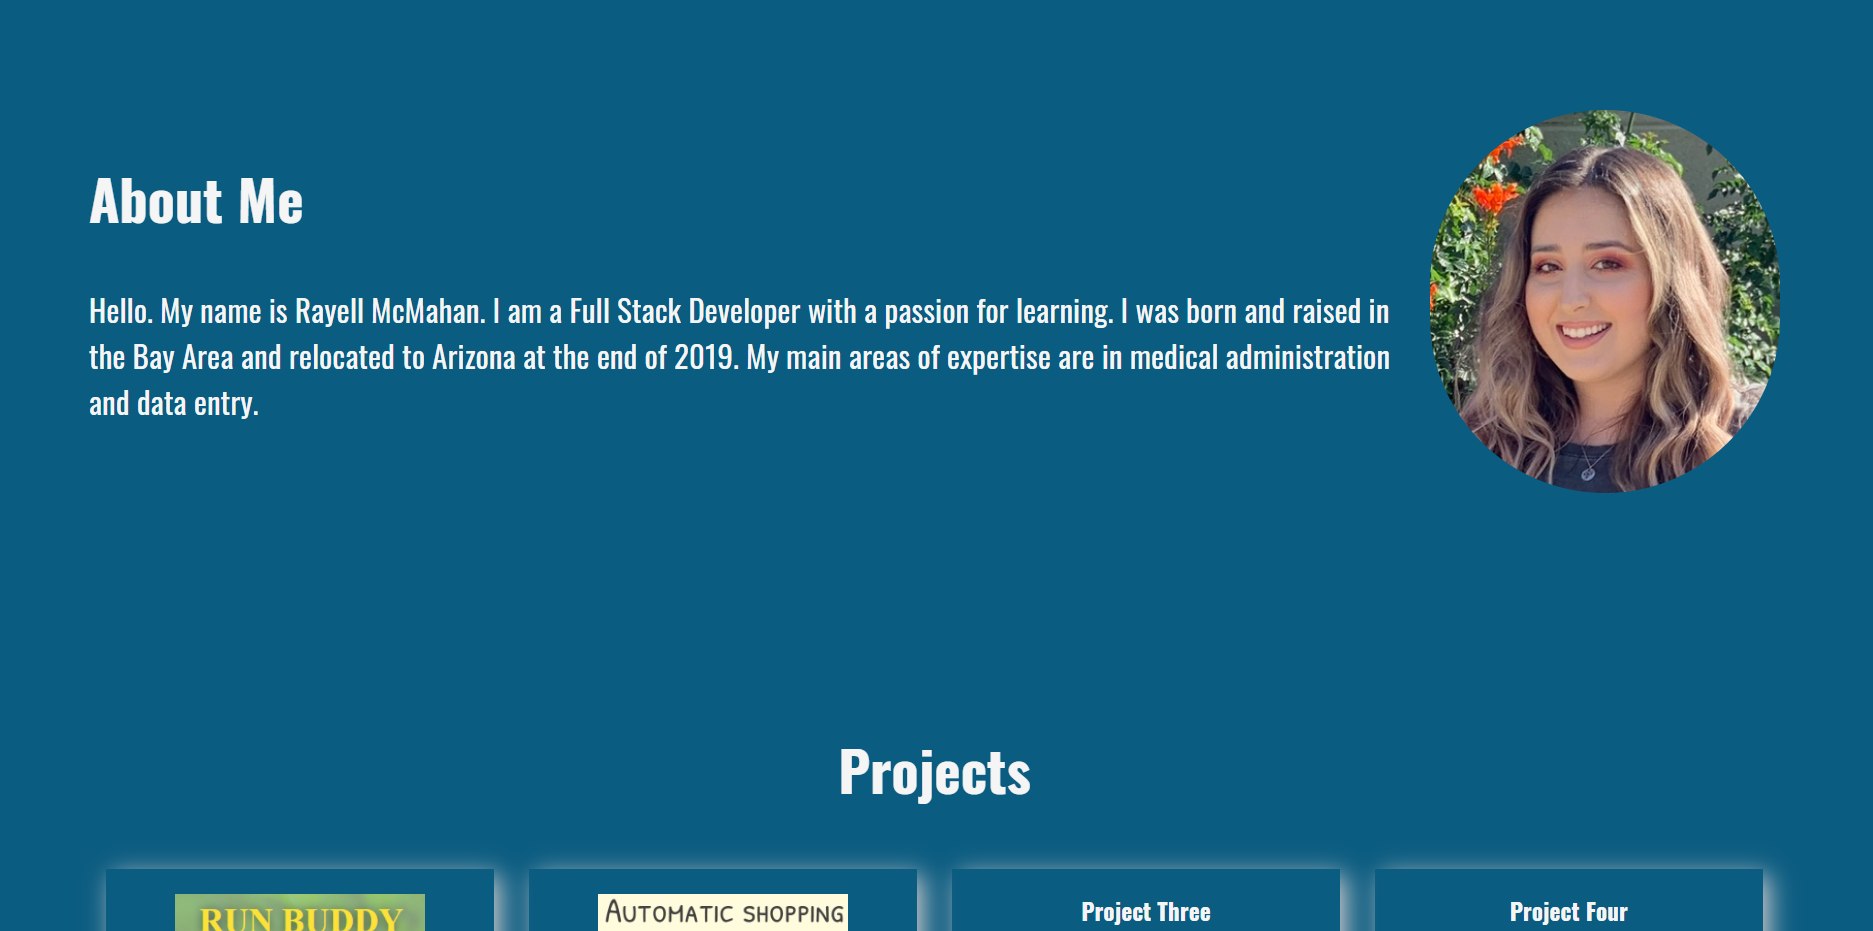 About Me
Hello. My name is Rayell McMahan. I am a Full Stack Developer with a passion for learning. I was born and raised in
the Bay Area and relocated to Arizona at the end of 2019. My main areas of expertise are in medical administration
and data entry.
Projects
RUN BUDDY
AUTOMATIC SHOPPING
Project Three
Project Four